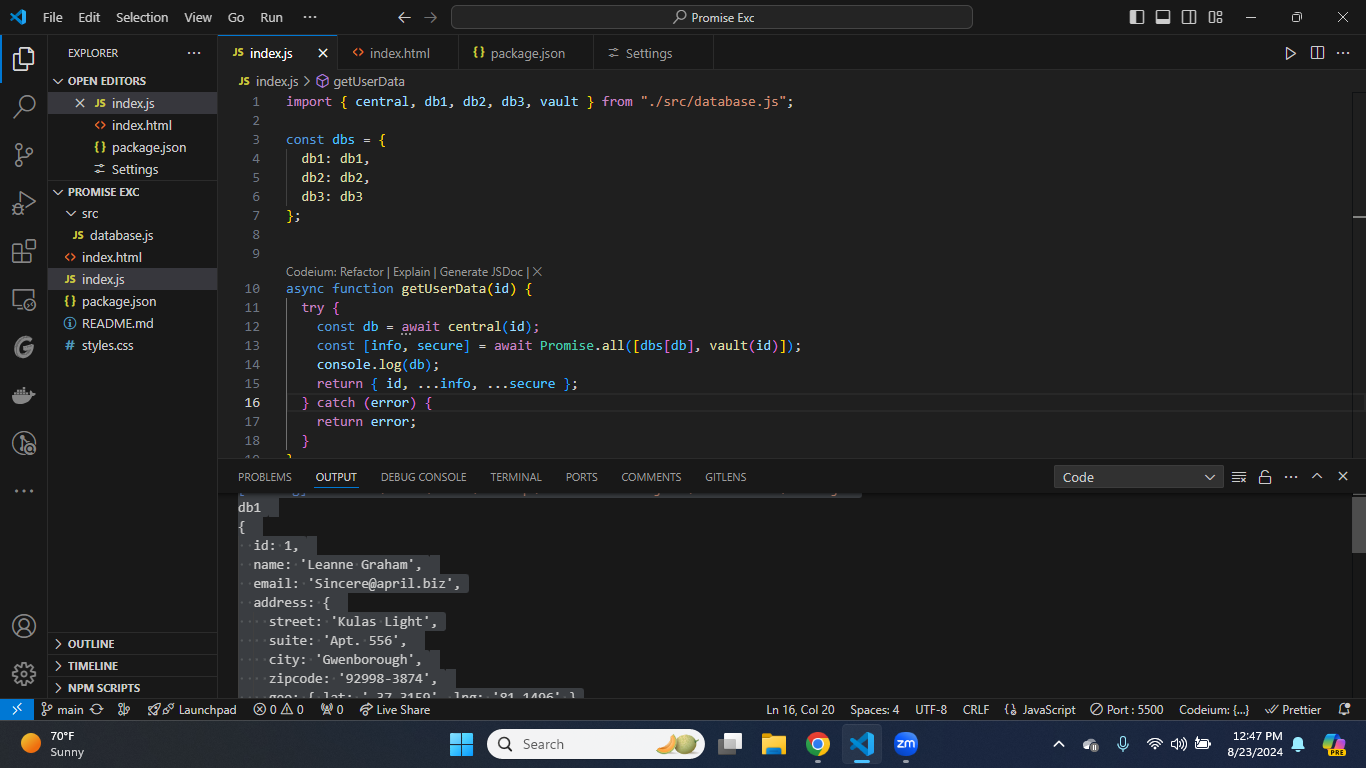 File Edit Selection View Go Run ···
Promise Exc
EXPLORER ···
OPEN EDITORS
JS index.js
<> index.html
{} package.json
Settings
PROMISE EXC
src
JS database.js
<> index.html
JS index.js
{} package.json
README.md
# styles.css
OUTLINE
TIMELINE
NPM SCRIPTS
JS index.js
<> index.html
{} package.json
Settings
JS index.js > getUserData
1 import { central, db1, db2, db3, vault } from "./src/database.js";
2
3 const dbs = {
4 db1: db1,
5 db2: db2,
6 db3: db3
7 };
8
9
Codeium: Refactor | Explain | Generate JSDoc | X
10 async function getUserData(id) {
11 try {
12 const db = await central(id);
13 const [info, secure] = await Promise.all([dbs[db], vault(id)]);
14 console.log(db);
15 return { id, ...info, ...secure };
16 } catch (error) {
17 return error;
18 }
PROBLEMS OUTPUT DEBUG CONSOLE TERMINAL PORTS COMMENTS GITLENS
Code
db1
{
id: 1,
name: 'Leanne Graham',
email: 'Sincere@april.biz',
address: {
street: 'Kulas Light',
suite: 'Apt. 556',
city: 'Gwenborough',
zipcode: '92998-3874',
geo: { lat: '-37.3159', lng: '81.1496' }
main Launchpad 0 0 0 Live Share
Ln 16, Col 20 Spaces: 4 UTF-8 CRLF {} JavaScript Port : 5500 Codeium: {...} Prettier
70°F
Sunny
Search
zm
12:47 PM
8/23/2024
PRE